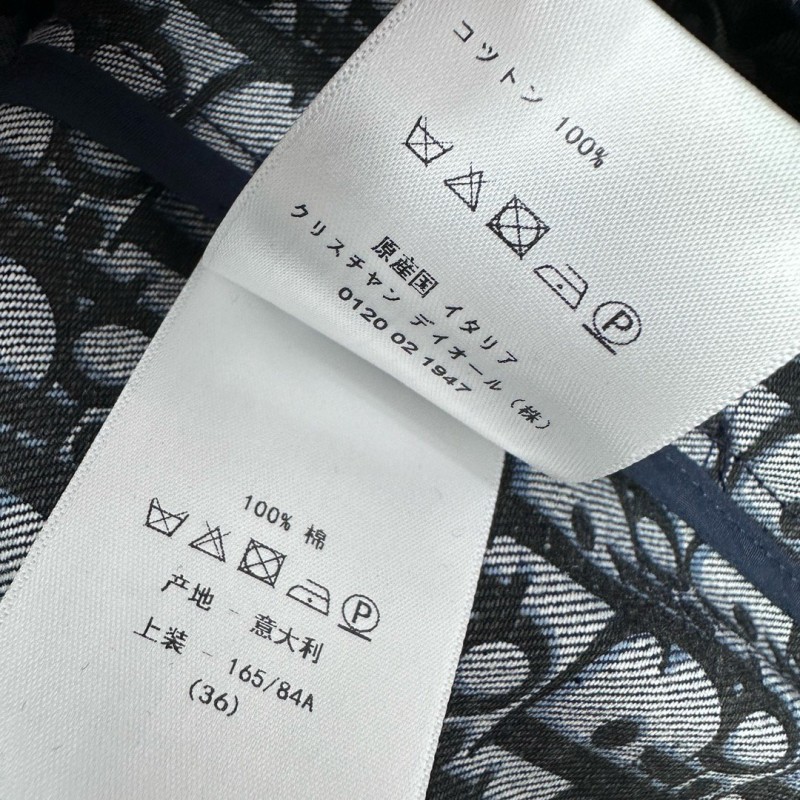 コットン 100%
原産国 イタリア
クリスチャン デイオール (株)
0120 02 1947
100% 棉
产地 - 意大利
上装 - 165/84A
(36)